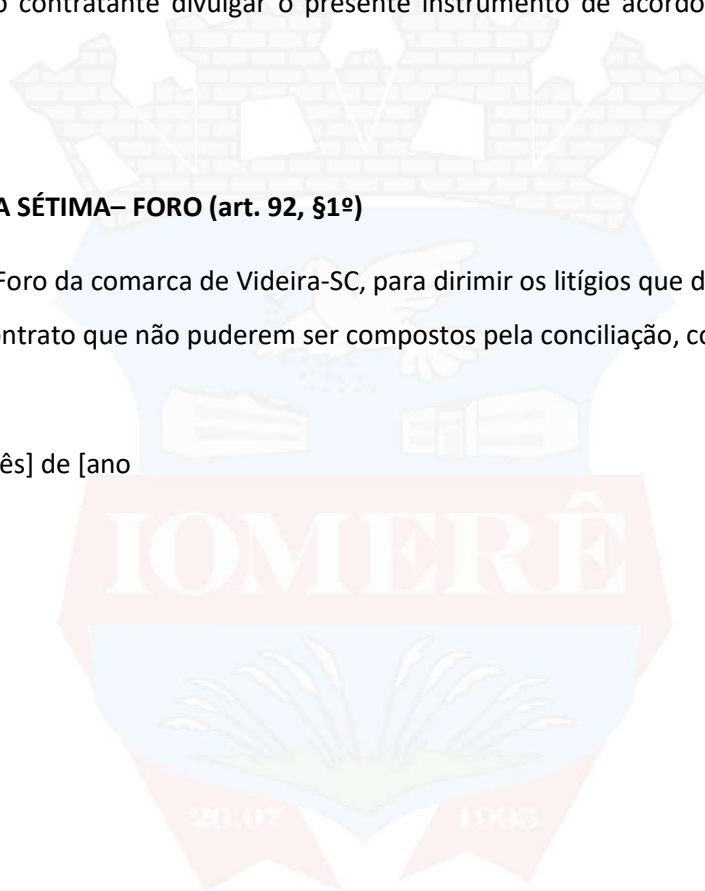 contratante divulgar o presente instrumento de acordo
A SÉTIMA– FORO (art. 92, §1º)
Foro da comarca de Videira-SC, para dirimir os litígios que d
ontrato que não puderem ser compostos pela conciliação, co
ês] de [ano
IOMERÊ
20.07 1995